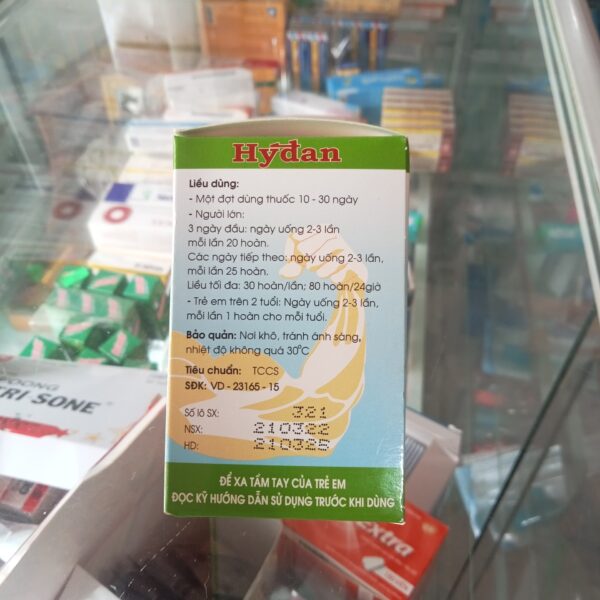 Hýđan
Liều dùng:
- Một đợt dùng thuốc 10 - 30 ngày
- Người lớn:
3 ngày đầu: ngày uống 2-3 lần
mỗi lần 20 hoàn.
Các ngày tiếp theo: ngày uống 2-3 lần,
mỗi lần 25 hoàn.
Liều tối đa: 30 hoàn/lần; 80 hoàn/24giờ
- Trẻ em trên 2 tuổi: Ngày uống 2-3 lần,
mỗi lần 1 hoàn cho mỗi tuổi.
Bảo quản: Nơi khô, tránh ánh sáng,
nhiệt độ không quá 30°C
Tiêu chuẩn: TCCS
SĐK: VD - 23165 - 15
Số lô SX: 321
NSX: 210322
HD: 210325
ĐỂ XA TẦM TAY CỦA TRẺ EM
ĐỌC KỸ HƯỚNG DẪN SỬ DỤNG TRƯỚC KHI DÙNG
RI SONE
extra